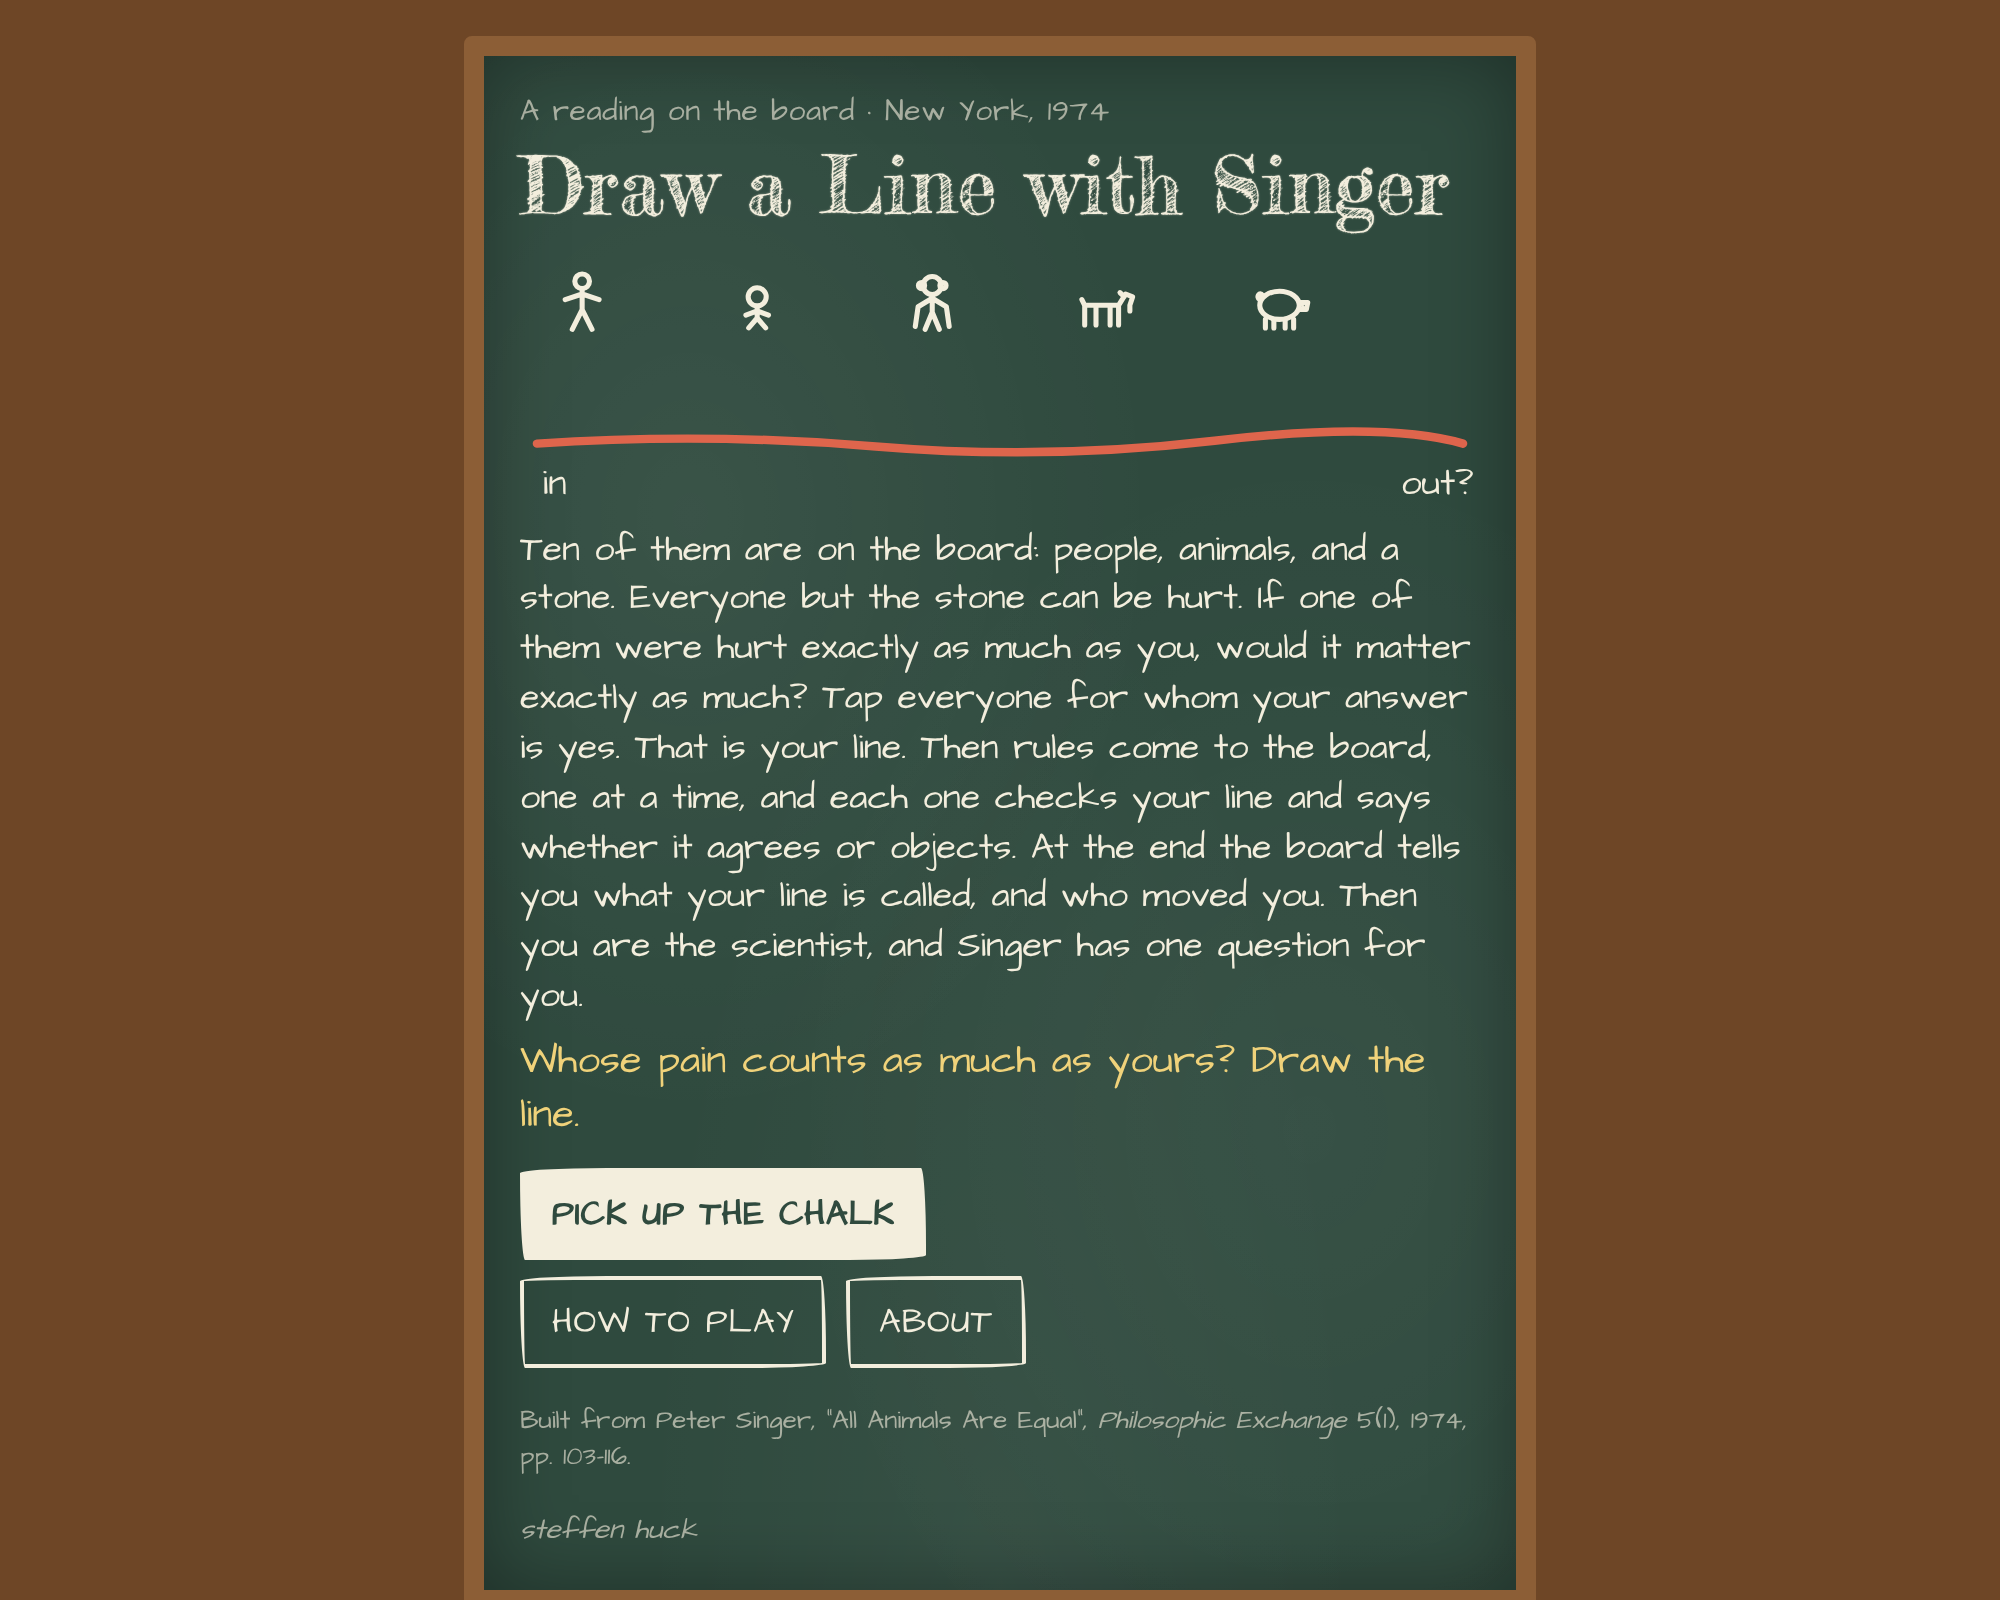 A reading on the board · New York, 1974
Draw a Line with Singer
in
out?
Ten of them are on the board: people, animals, and a
stone. Everyone but the stone can be hurt. If one of
them were hurt exactly as much as you, would it matter
exactly as much? Tap everyone for whom your answer
is yes. That is your line. Then rules come to the board,
one at a time, and each one checks your line and says
whether it agrees or objects. At the end the board tells
you what your line is called, and who moved you. Then
you are the scientist, and Singer has one question for
you.
Whose pain counts as much as yours? Draw the
line.
PICK UP THE CHALK
HOW TO PLAY
ABOUT
Built from Peter Singer, "All Animals Are Equal", Philosophic Exchange 5(1), 1974,
pp. 103-116.
steffen huck